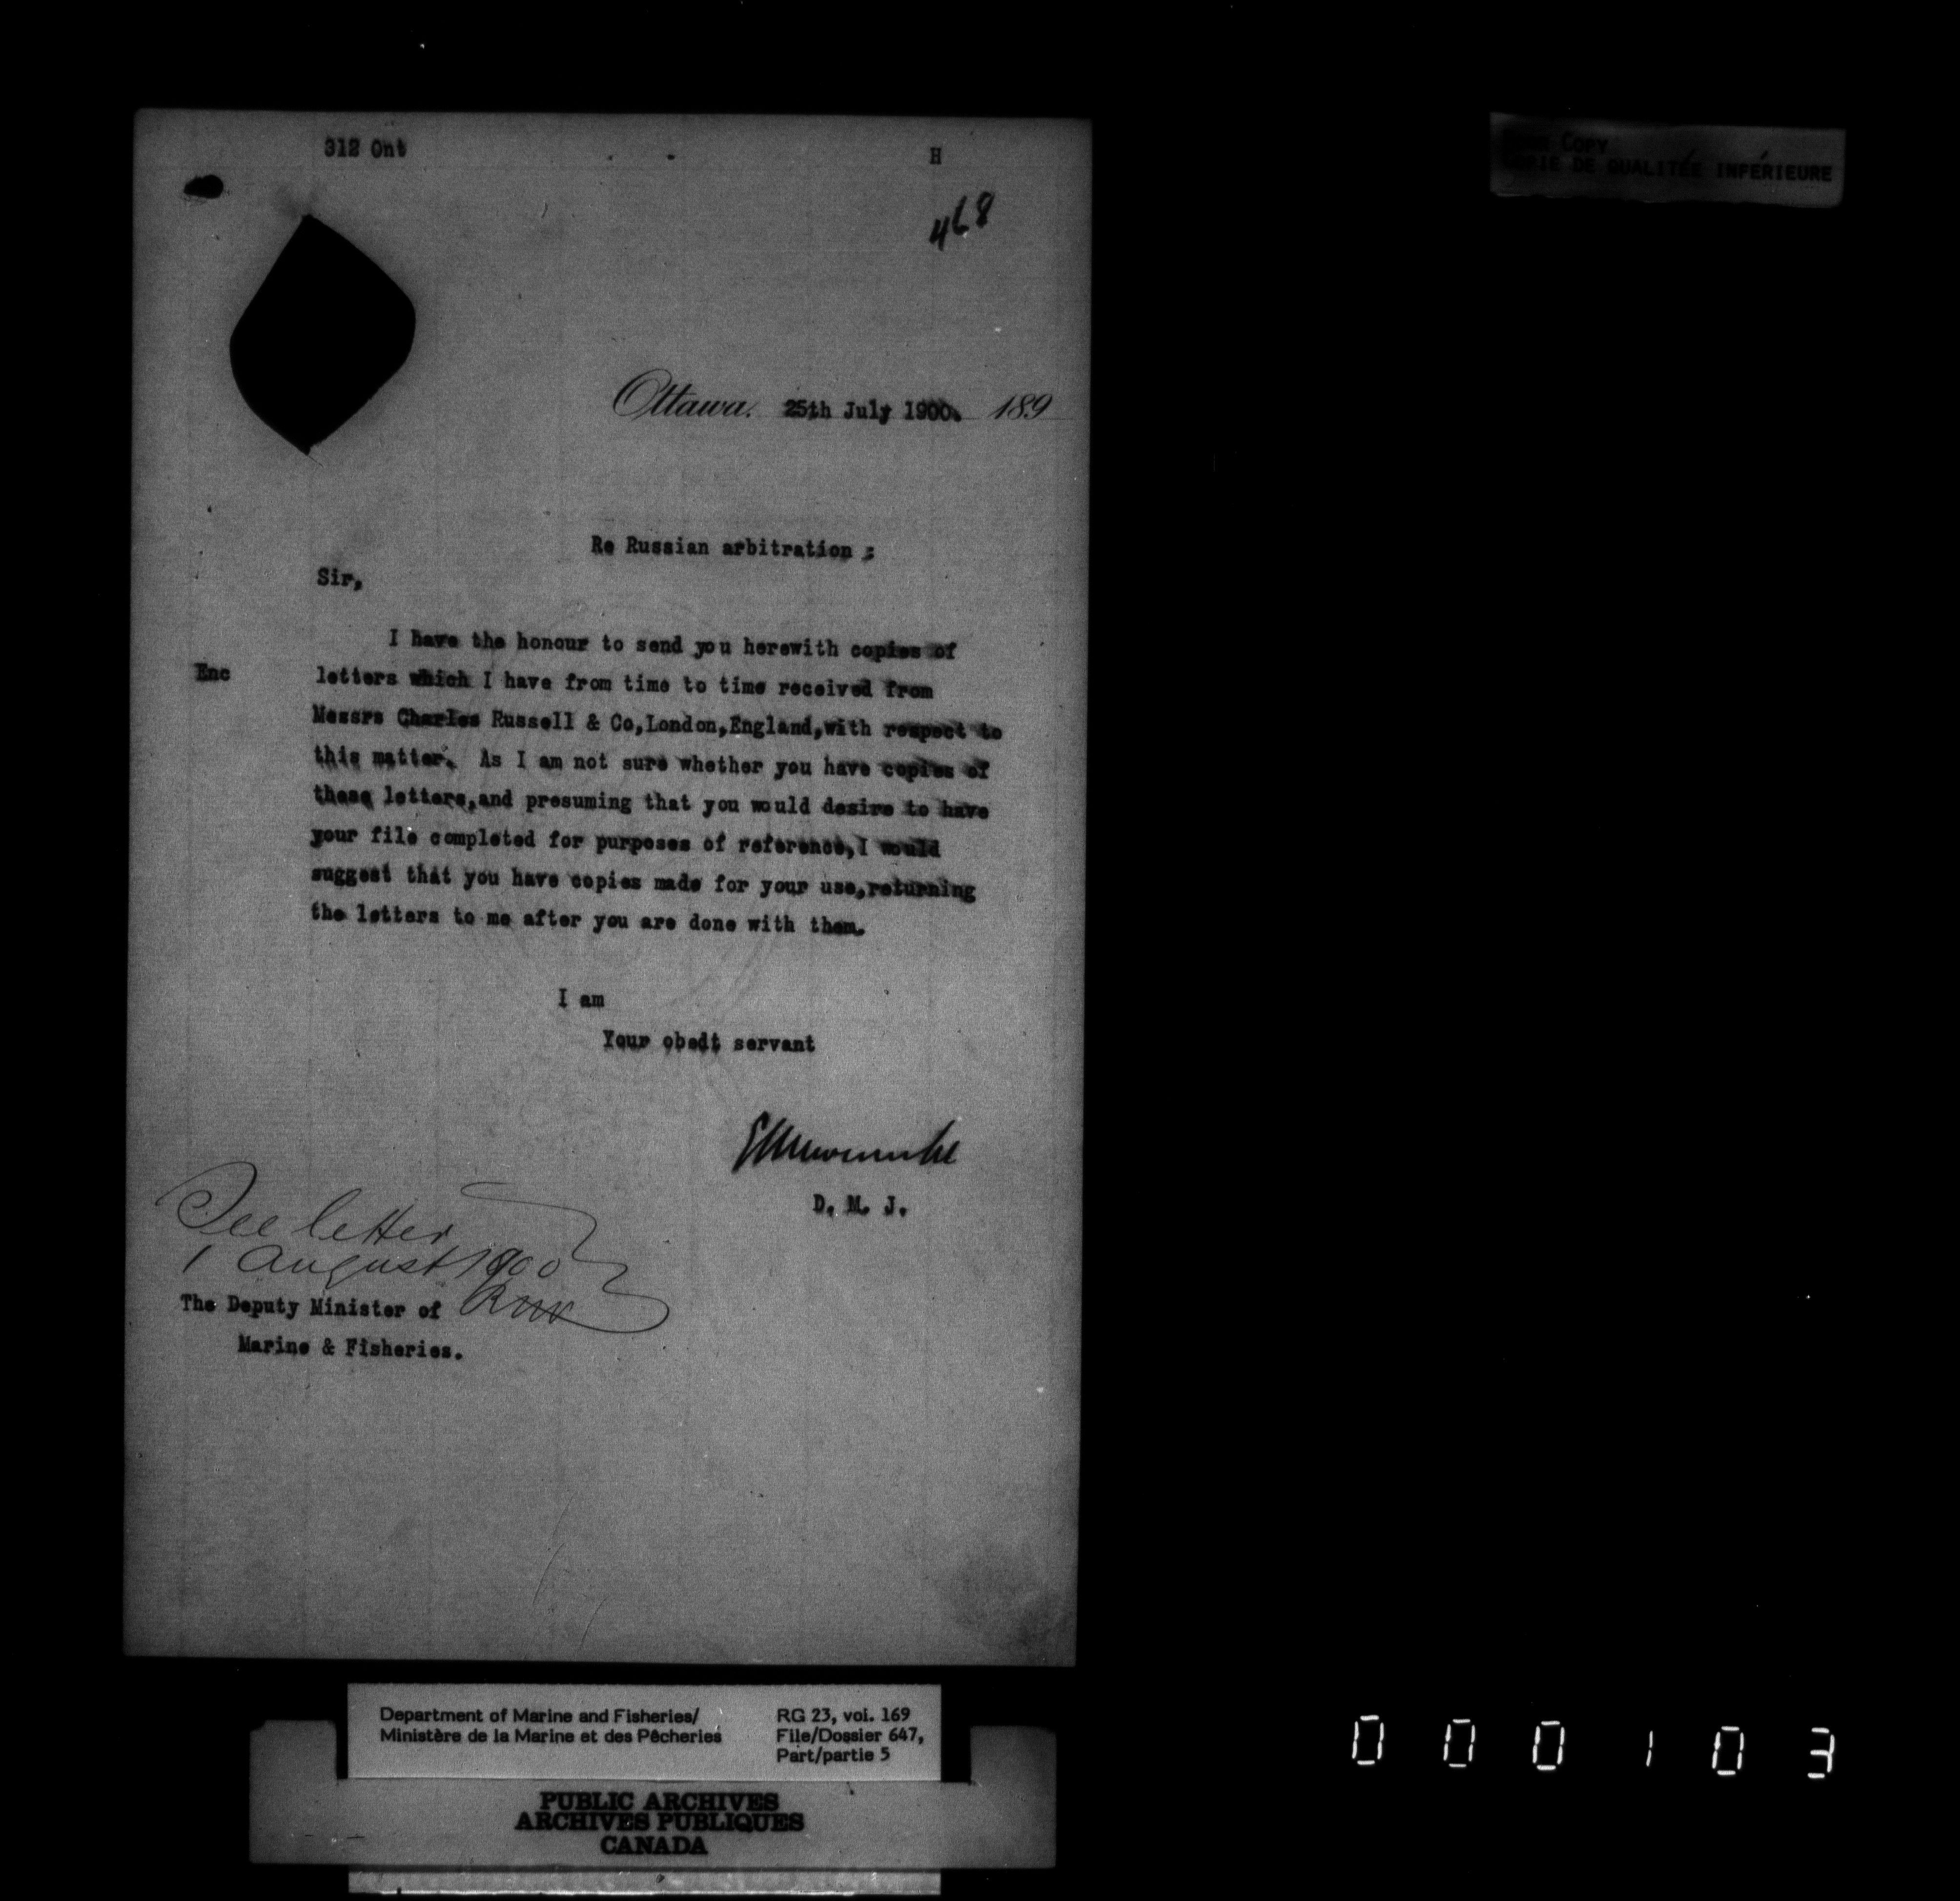 312 Ont
H
468
Ottawa. 25th July 1900. 189
Re Russian arbitration ;
Sir,
I have the honour to send you herewith copies of
Enc
letters which I have from time to time received from
Messrs Charles Russell & Co,London,England,with respect to
this matter. As I am not sure whether you have copies of
these letters,and presuming that you would desire to have
your file completed for purposes of reference,I would
suggest that you have copies made for your use,returning
the letters to me after you are done with them.
I am
Your obedt servant
E Newcombe
D. M. J.
See letter
1 August 1900
The Deputy Minister of
Marine & Fisheries.
Copy
COPIE DE QUALITÉE INFÉRIEURE
Department of Marine and Fisheries/
Ministère de la Marine et des Pêcheries
RG 23, vol. 169
File/Dossier 647,
Part/partie 5
PUBLIC ARCHIVES
ARCHIVES PUBLIQUES
CANADA
000103